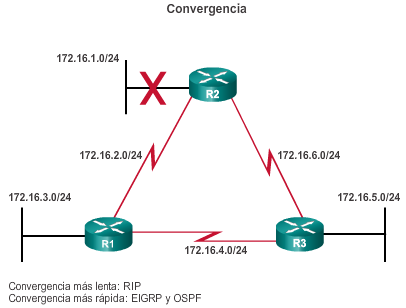 Convergencia
172.16.1.0/24
R2
172.16.2.0/24
172.16.6.0/24
172.16.3.0/24
172.16.5.0/24
R1
R3
172.16.4.0/24
Convergencia más lenta: RIP
Convergencia más rápida: EIGRP y OSPF